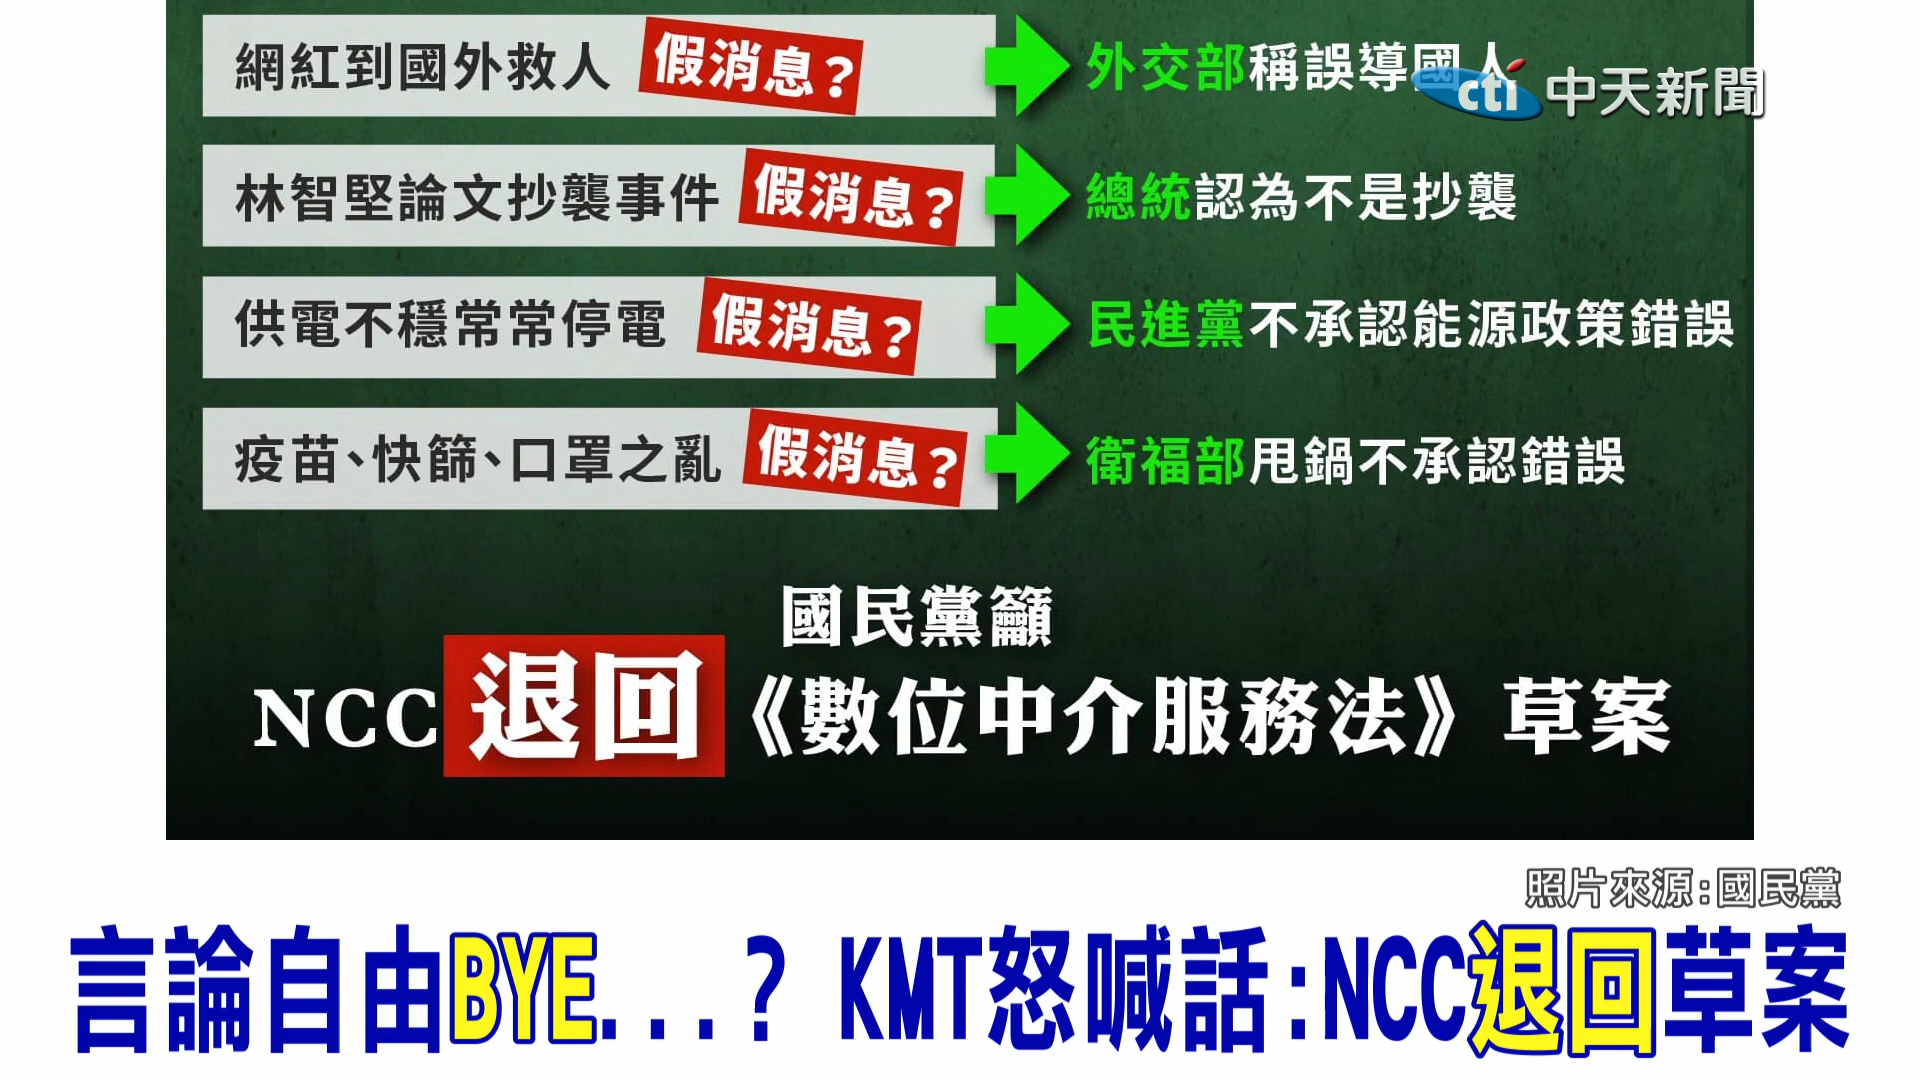 網紅到國外救人 假消息? 外交部稱誤導國人
cti 中天新聞
林智堅論文抄襲事件 假消息? 總統認為不是抄襲
供電不穩常常停電 假消息? 民進黨不承認能源政策錯誤
疫苗、快篩、口罩之亂 假消息? 衛福部甩鍋不承認錯誤
國民黨籲
NCC退回《數位中介服務法》草案
照片來源:國民黨
言論自由BYE...? KMT怒喊話:NCC退回草案